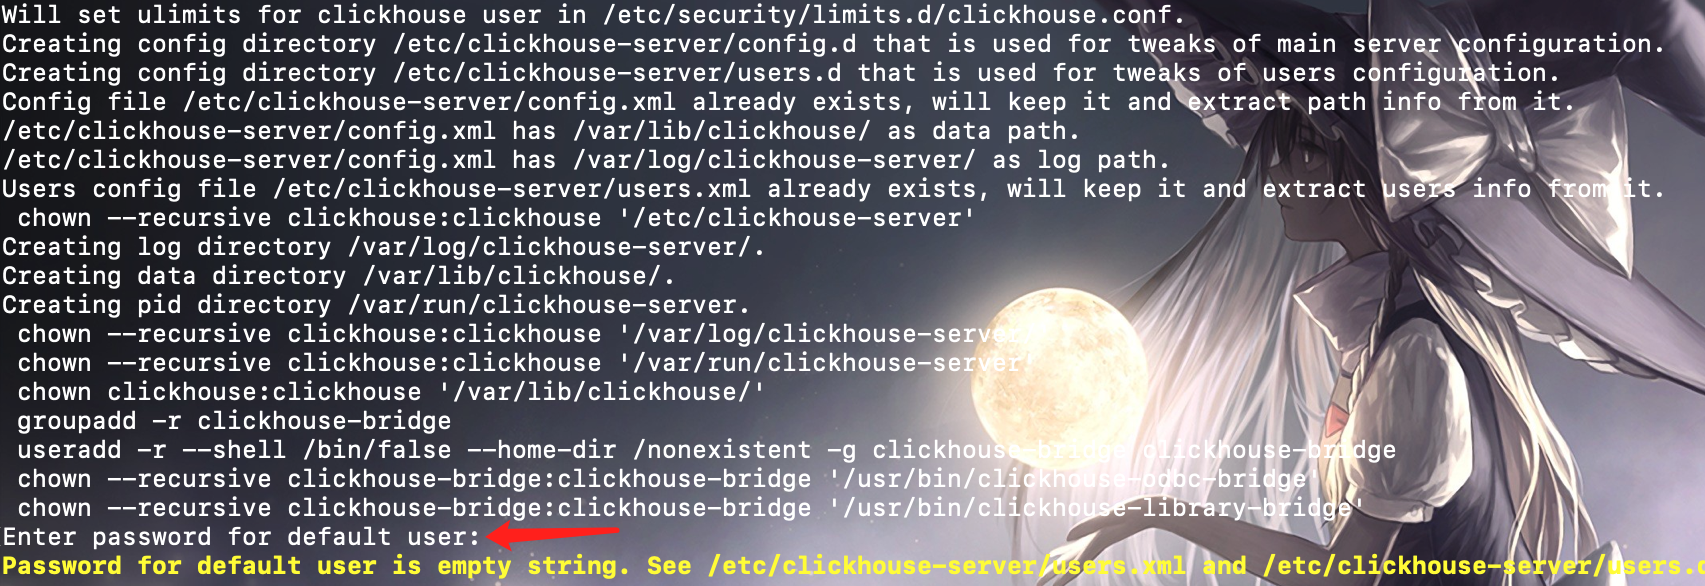 Will set ulimits for clickhouse user in /etc/security/limits.d/clickhouse.conf.
Creating config directory /etc/clickhouse-server/config.d that is used for tweaks of main server configuration.
Creating config directory /etc/clickhouse-server/users.d that is used for tweaks of users configuration.
Config file /etc/clickhouse-server/config.xml already exists, will keep it and extract path info from it.
/etc/clickhouse-server/config.xml has /var/lib/clickhouse/ as data path.
/etc/clickhouse-server/config.xml has /var/log/clickhouse-server/ as log path.
Users config file /etc/clickhouse-server/users.xml already exists, will keep it and extract users info from it.
 chown --recursive clickhouse:clickhouse '/etc/clickhouse-server'
Creating log directory /var/log/clickhouse-server/.
Creating data directory /var/lib/clickhouse/.
Creating pid directory /var/run/clickhouse-server.
 chown --recursive clickhouse:clickhouse '/var/log/clickhouse-server/'
 chown --recursive clickhouse:clickhouse '/var/run/clickhouse-server'
 chown clickhouse:clickhouse '/var/lib/clickhouse/'
 groupadd -r clickhouse-bridge
 useradd -r --shell /bin/false --home-dir /nonexistent -g clickhouse-bridge clickhouse-bridge
 chown --recursive clickhouse-bridge:clickhouse-bridge '/usr/bin/clickhouse-odbc-bridge'
 chown --recursive clickhouse-bridge:clickhouse-bridge '/usr/bin/clickhouse-library-bridge'
Enter password for default user:
Password for default user is empty string. See /etc/clickhouse-server/users.xml and /etc/clickhouse-server/users.d